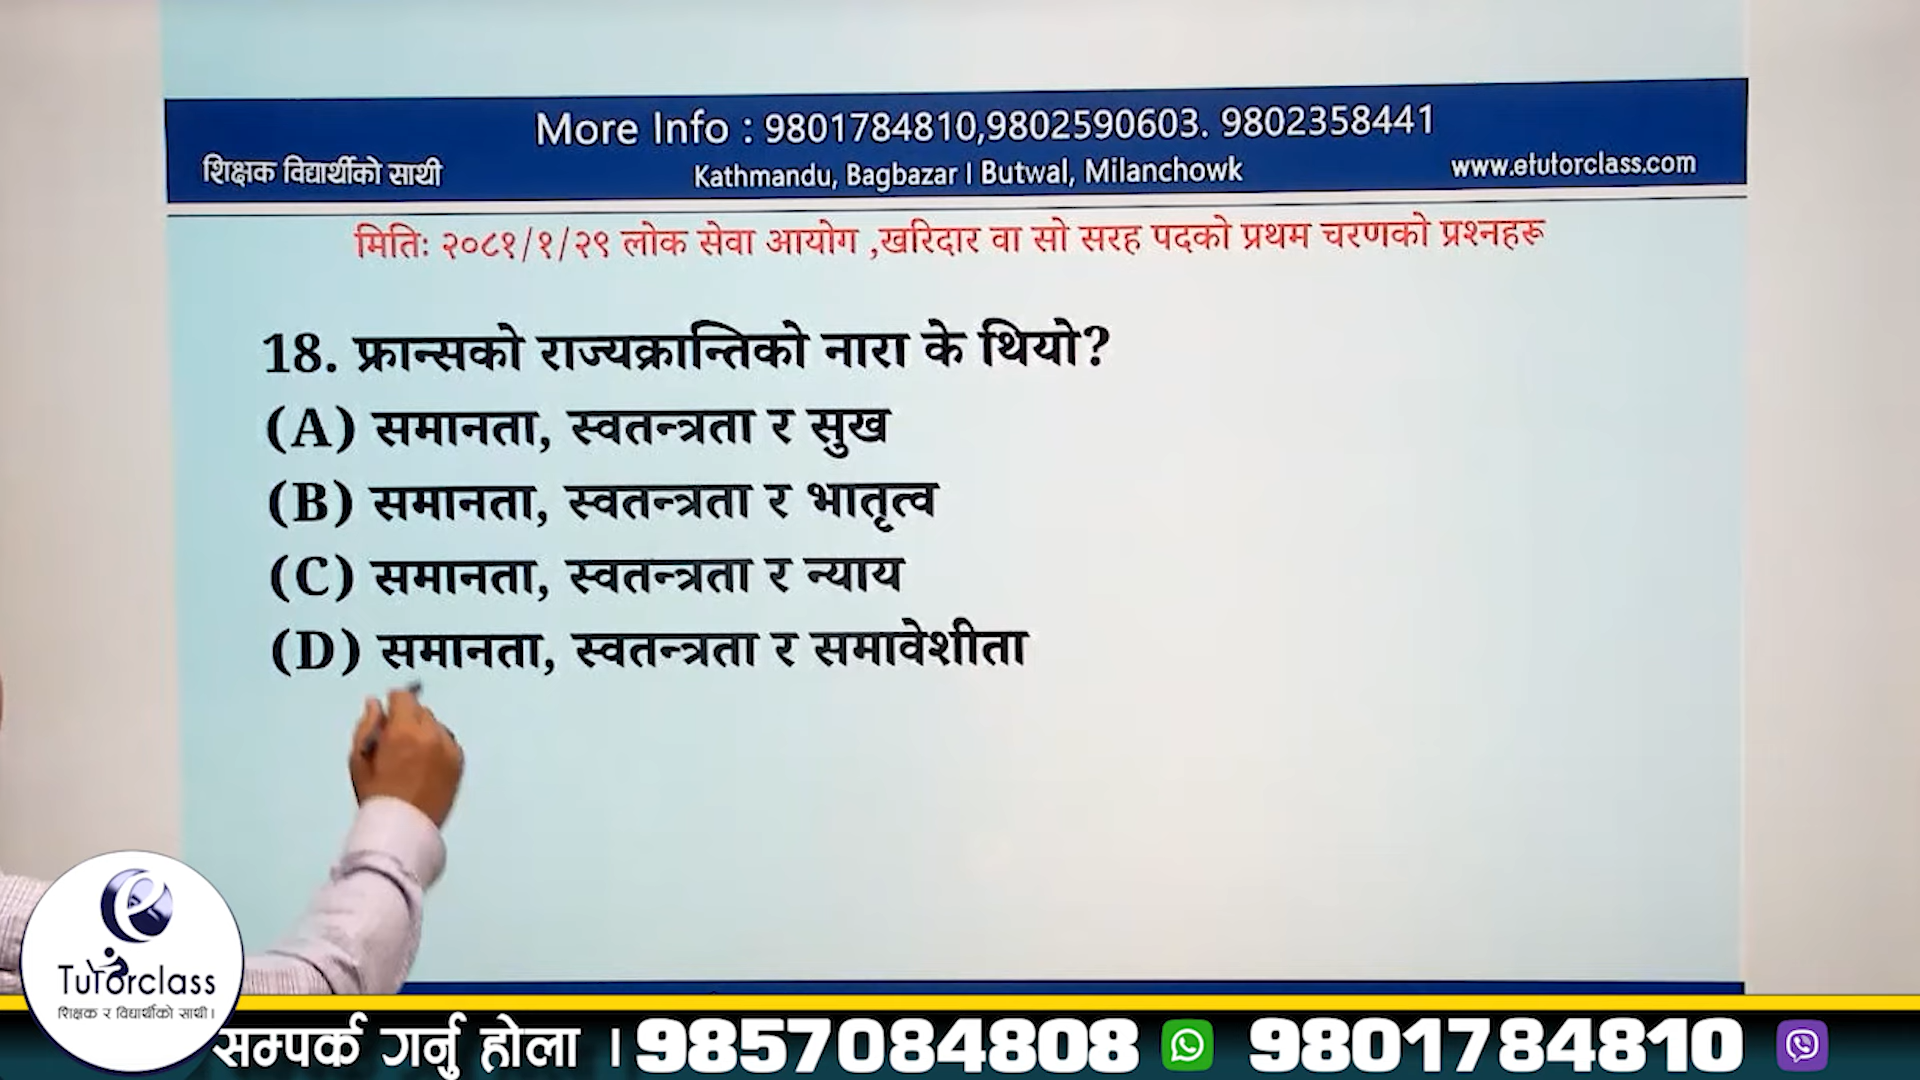 More Info : 9801784810,9802590603. 9802358441
शिक्षक विद्यार्थीको साथी
Kathmandu, Bagbazar | Butwal, Milanchowk
www.etutorclass.com
मितिः २०८१/१/२९ लोक सेवा आयोग ,खरिदार वा सो सरह पदको प्रथम चरणको प्रश्नहरू
18. फ्रान्सको राज्यक्रान्तिको नारा के थियो?
(A) समानता, स्वतन्त्रता र सुख
(B) समानता, स्वतन्त्रता र भातृत्व
(C) समानता, स्वतन्त्रता र न्याय
(D) समानता, स्वतन्त्रता र समावेशीता
e
Tutorclass
शिक्षक र विद्यार्थीको साथी।
सम्पर्क गर्नु होला । 9857084808 9801784810